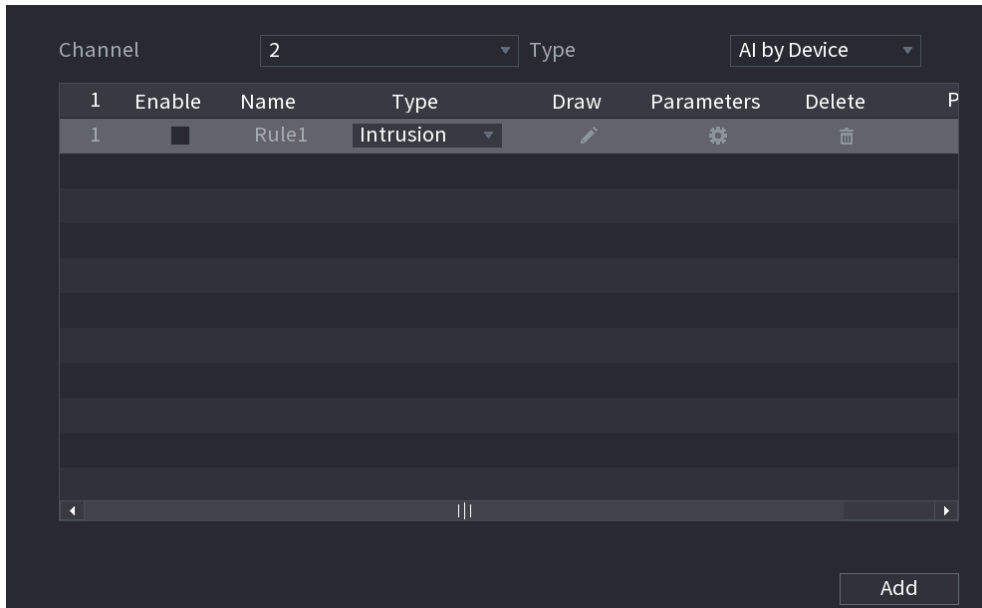 Channel 2 Type AI by Device
1 Enable Name Type Draw Parameters Delete P
1 Rule1 Intrusion
Add